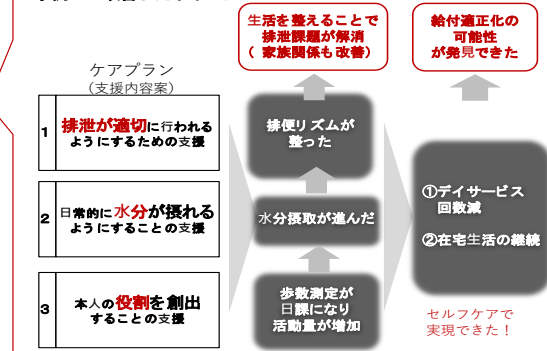 生活を整えることで
排泄課題が解消
（ 家族関係も改善）
給付適正化の
可能性
が発見できた
ケアプラン
（支援内容案）
1
排泄が適切に行われる
ようにするための支援
2
日常的に水分が摂れる
ようにすることの支援
3
本人の役割を創出
することの支援
排便リズムが
整った
水分摂取が進んだ
歩数測定が
日課になり
活動量が増加
①デイサービス
回数減
②在宅生活の継続
セルフケアで
実現できた！